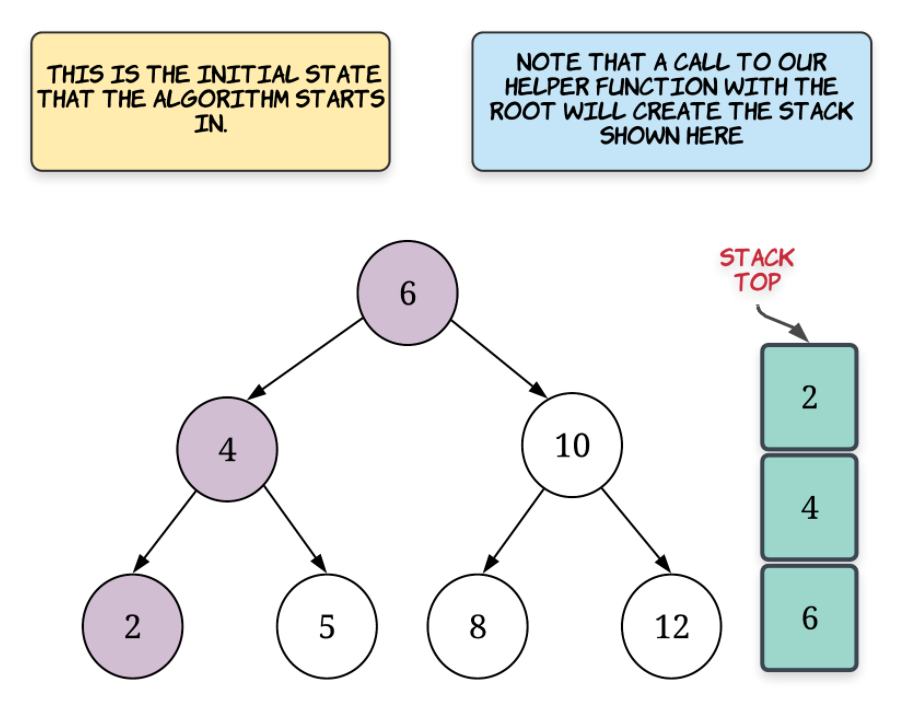 THIS IS THE INITIAL STATE
THAT THE ALGORITHM STARTS
IN.
NOTE THAT A CALL TO OUR
HELPER FUNCTION WITH THE
ROOT WILL CREATE THE STACK
SHOWN HERE
STACK
TOP
6
4
10
2
5
8
12
2
4
6